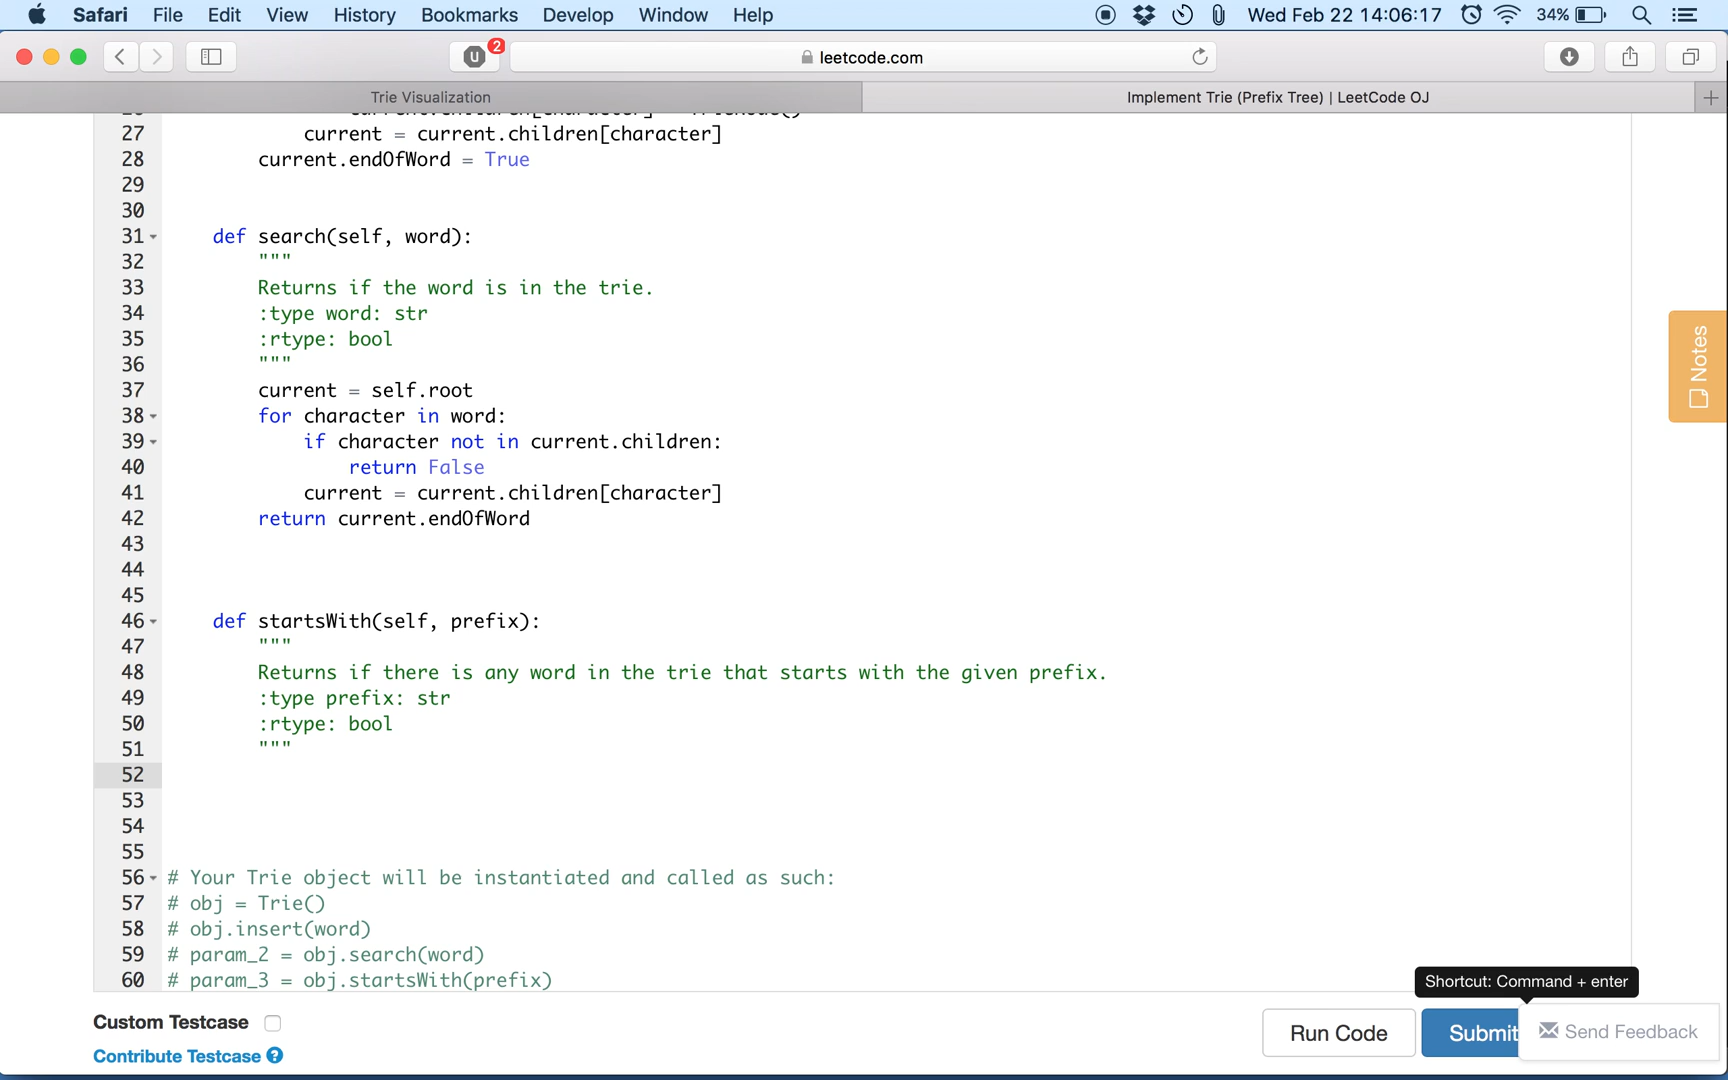 Safari File Edit View History Bookmarks Develop Window Help Wed Feb 22 14:06:17 34%
U 2 leetcode.com
Trie Visualization Implement Trie (Prefix Tree) | LeetCode OJ +
27 current = current.children[character]
28 current.endOfWord = True
29
30
31 def search(self, word):
32 """
33 Returns if the word is in the trie.
34 :type word: str
35 :rtype: bool
36 """
37 current = self.root
38 for character in word:
39 if character not in current.children:
40 return False
41 current = current.children[character]
42 return current.endOfWord
43
44
45
46 def startsWith(self, prefix):
47 """
48 Returns if there is any word in the trie that starts with the given prefix.
49 :type prefix: str
50 :rtype: bool
51 """
52
53
54
55
56 # Your Trie object will be instantiated and called as such:
57 # obj = Trie()
58 # obj.insert(word)
59 # param_2 = obj.search(word)
60 # param_3 = obj.startsWith(prefix)
Notes
Shortcut: Command + enter
Custom Testcase
Run Code Submit Send Feedback
Contribute Testcase ?